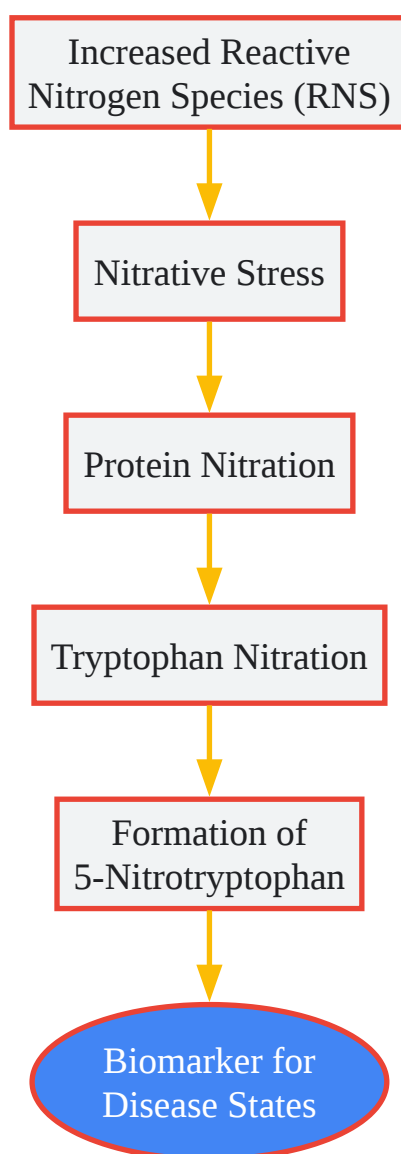 Increased Reactive
Nitrogen Species (RNS)
Nitrative Stress
Protein Nitration
Tryptophan Nitration
Formation of
5-Nitrotryptophan
Biomarker for
Disease States